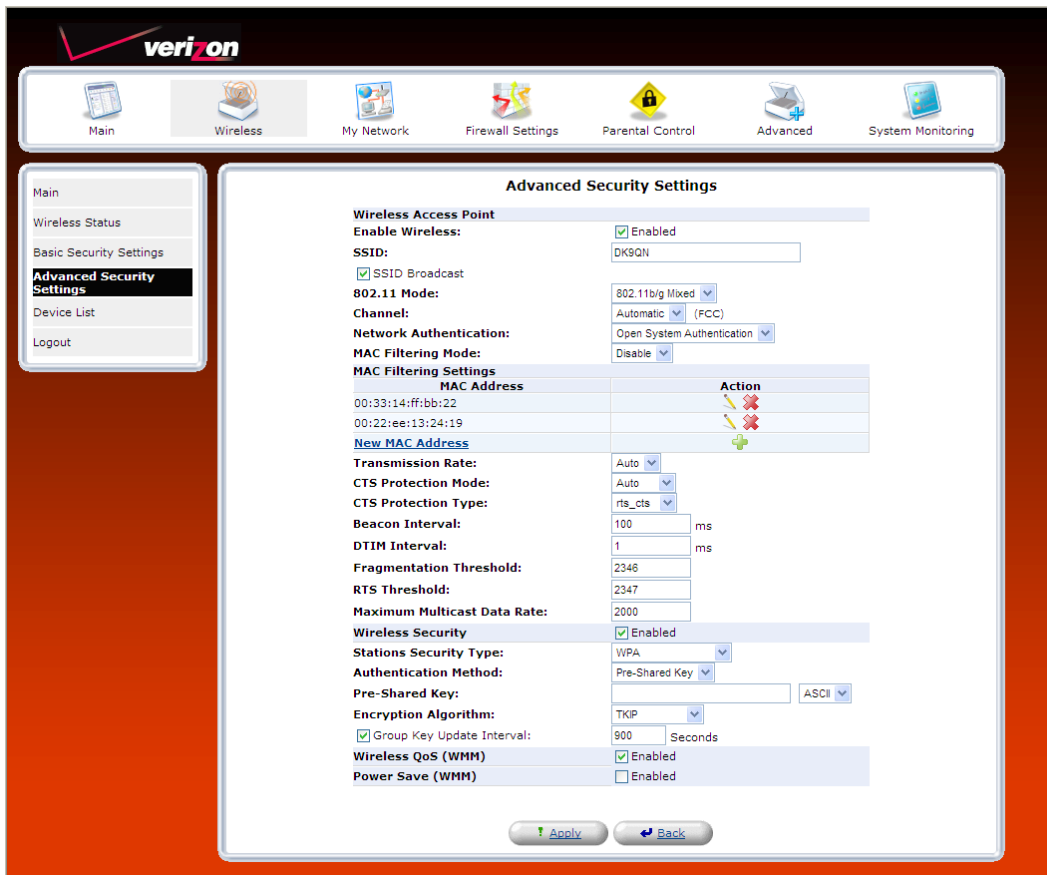 verizon
Main
Wireless
My Network
Firewall Settings
Parental Control
Advanced
System Monitoring
Main
Wireless Status
Basic Security Settings
Advanced Security
Settings
Device List
Logout
Advanced Security Settings
Wireless Access Point
Enable Wireless: Enabled
SSID: DK9QN
SSID Broadcast
802.11 Mode: 802.11b/g Mixed
Channel: Automatic (FCC)
Network Authentication: Open System Authentication
MAC Filtering Mode: Disable
MAC Filtering Settings
MAC Address Action
00:33:14:ff:bb:22
00:22:ee:13:24:19
New MAC Address
Transmission Rate: Auto
CTS Protection Mode: Auto
CTS Protection Type: rts_cts
Beacon Interval: 100 ms
DTIM Interval: 1 ms
Fragmentation Threshold: 2346
RTS Threshold: 2347
Maximum Multicast Data Rate: 2000
Wireless Security Enabled
Stations Security Type: WPA
Authentication Method: Pre-Shared Key
Pre-Shared Key: ASCII
Encryption Algorithm: TKIP
Group Key Update Interval: 900 Seconds
Wireless QoS (WMM) Enabled
Power Save (WMM) Enabled
Apply
Back